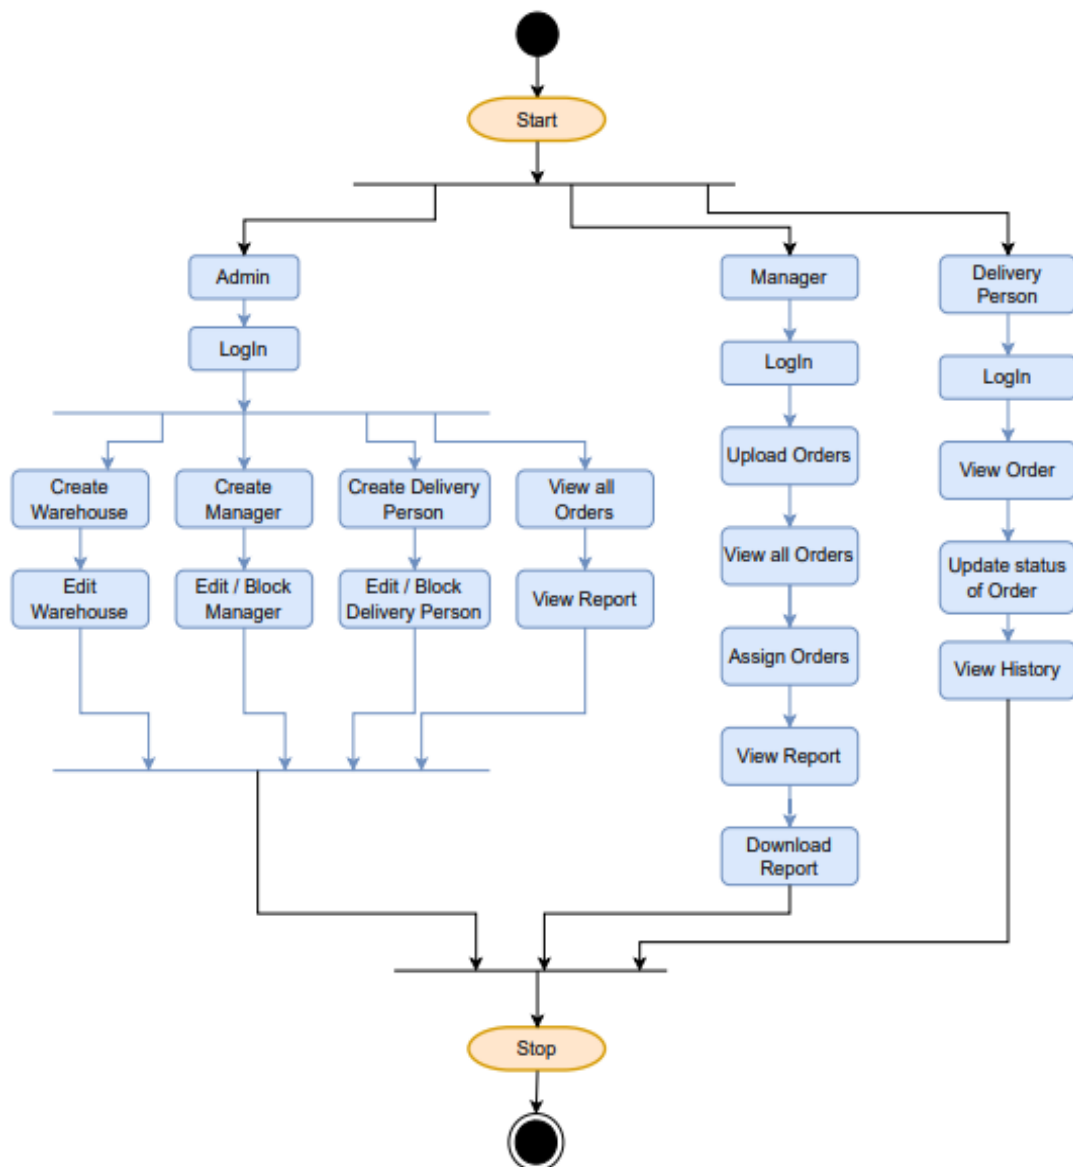 Start
Admin
LogIn
Create
Warehouse
Edit
Warehouse
Create
Manager
Edit / Block
Manager
Create Delivery
Person
Edit / Block
Delivery Person
View all
Orders
View Report
Manager
LogIn
Upload Orders
View all Orders
Assign Orders
View Report
Download
Report
Delivery
Person
LogIn
View Order
Update status
of Order
View History
Stop